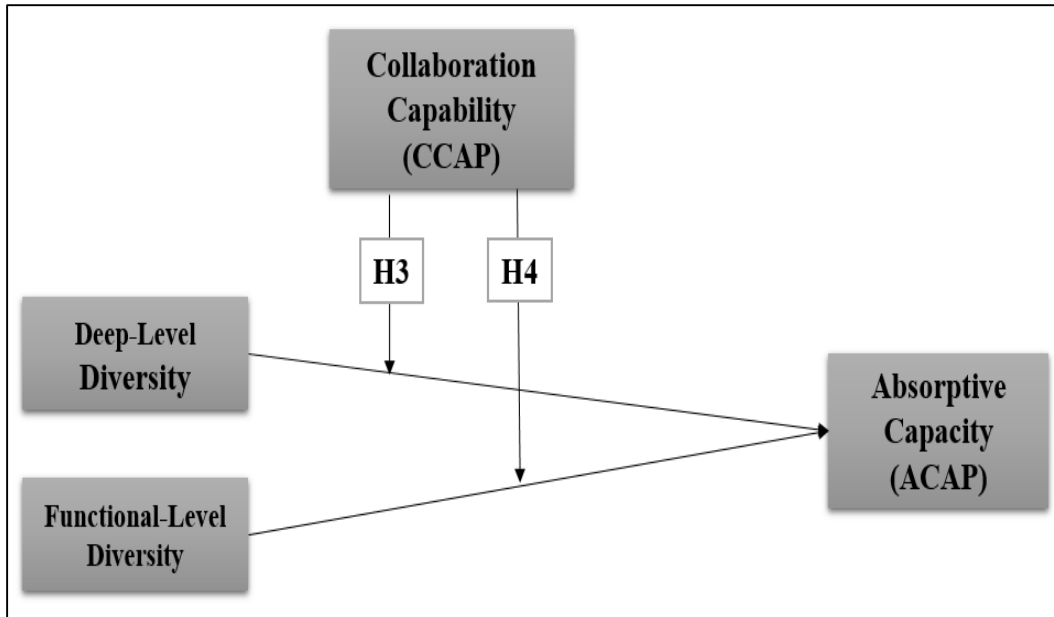 Collaboration
Capability
(CCAP)
H3
H4
Deep-Level
Diversity
Absorptive
Capacity
(ACAP)
Functional-Level
Diversity